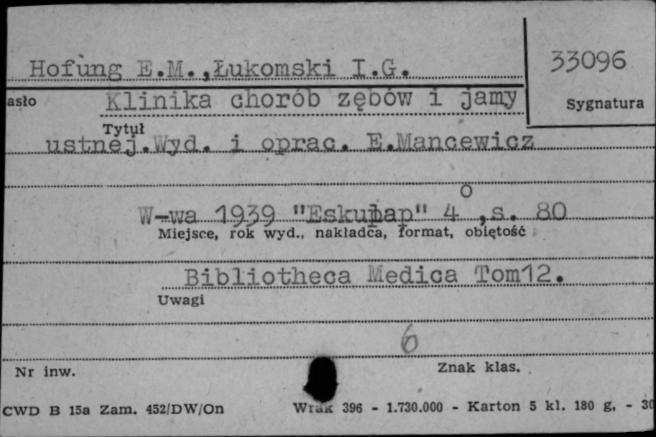 33096
Hofung E.M.,Łukomski I.G.
asło Klinika chorób zębów i jamy Sygnatura
Tytuł
ustnej.Wyd. i oprac. E.Mancewicz
W-wa 1939 "Eskulap" 4 o ,s. 80
Miejsce, rok wyd., nakładca, format, objętość
Bibliotheca Medica Tom12.
Uwagi
6
Nr inw. Znak klas.
CWD B 15a Zam. 452/DW/On Wrak 396 - 1.730.000 - Karton 5 kl. 180 g. - 30